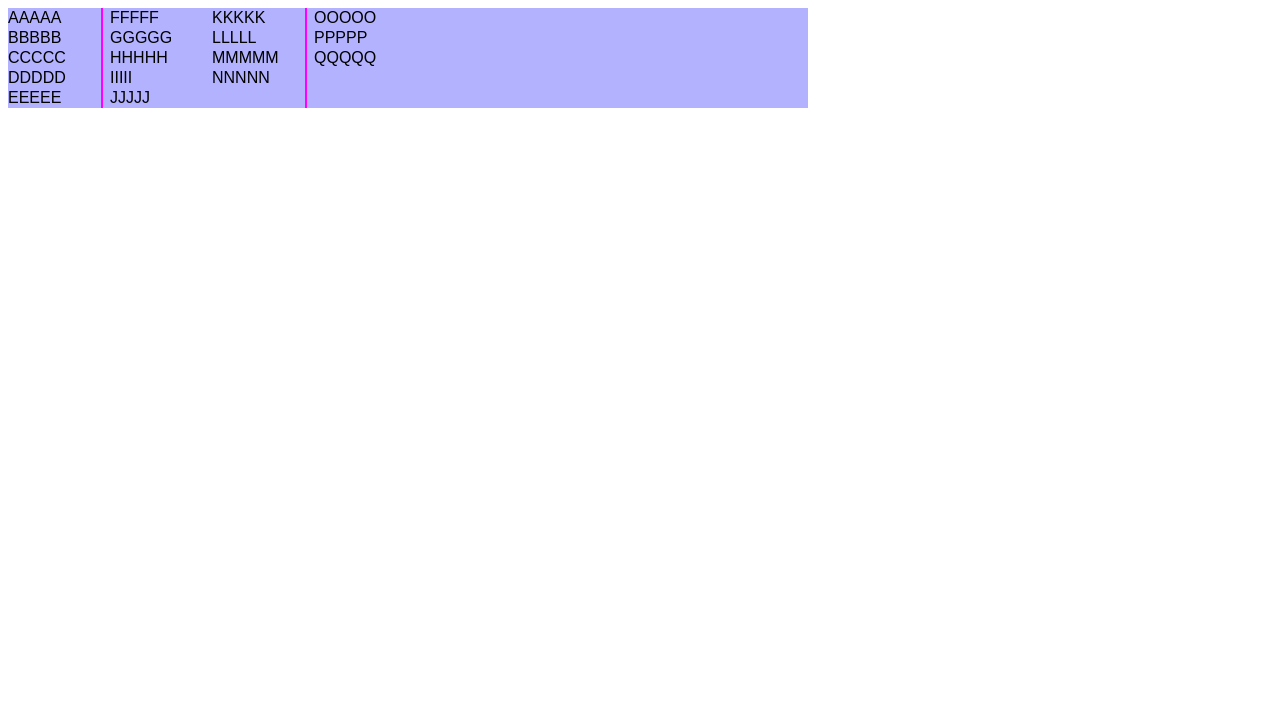 AAAAA
BBBBB
CCCCC
DDDDD
EEEEE
FFFFF
GGGGG
HHHHH
IIIII
JJJJJ
KKKKK
LLLLL
MMMMM
NNNNN
OOOOO
PPPPP
QQQQQ